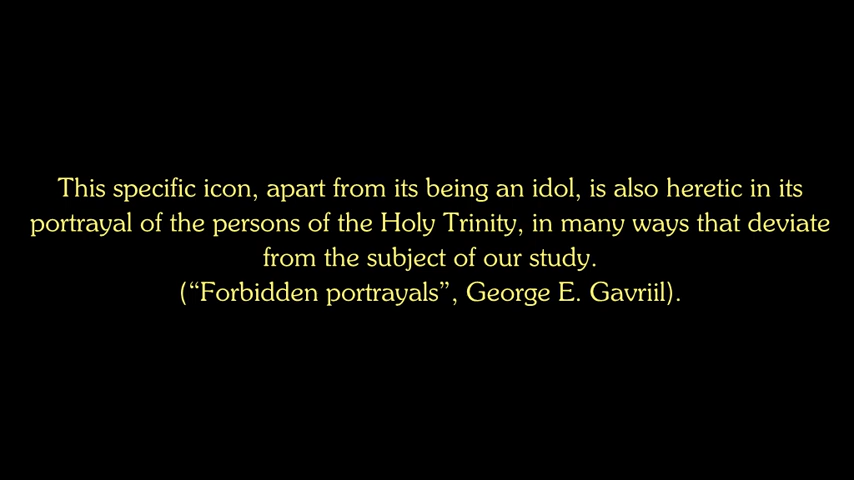 This specific icon, apart from its being an idol, is also heretic in its
portrayal of the persons of the Holy Trinity, in many ways that deviate
from the subject of our study.
(“Forbidden portrayals”, George E. Gavriil).